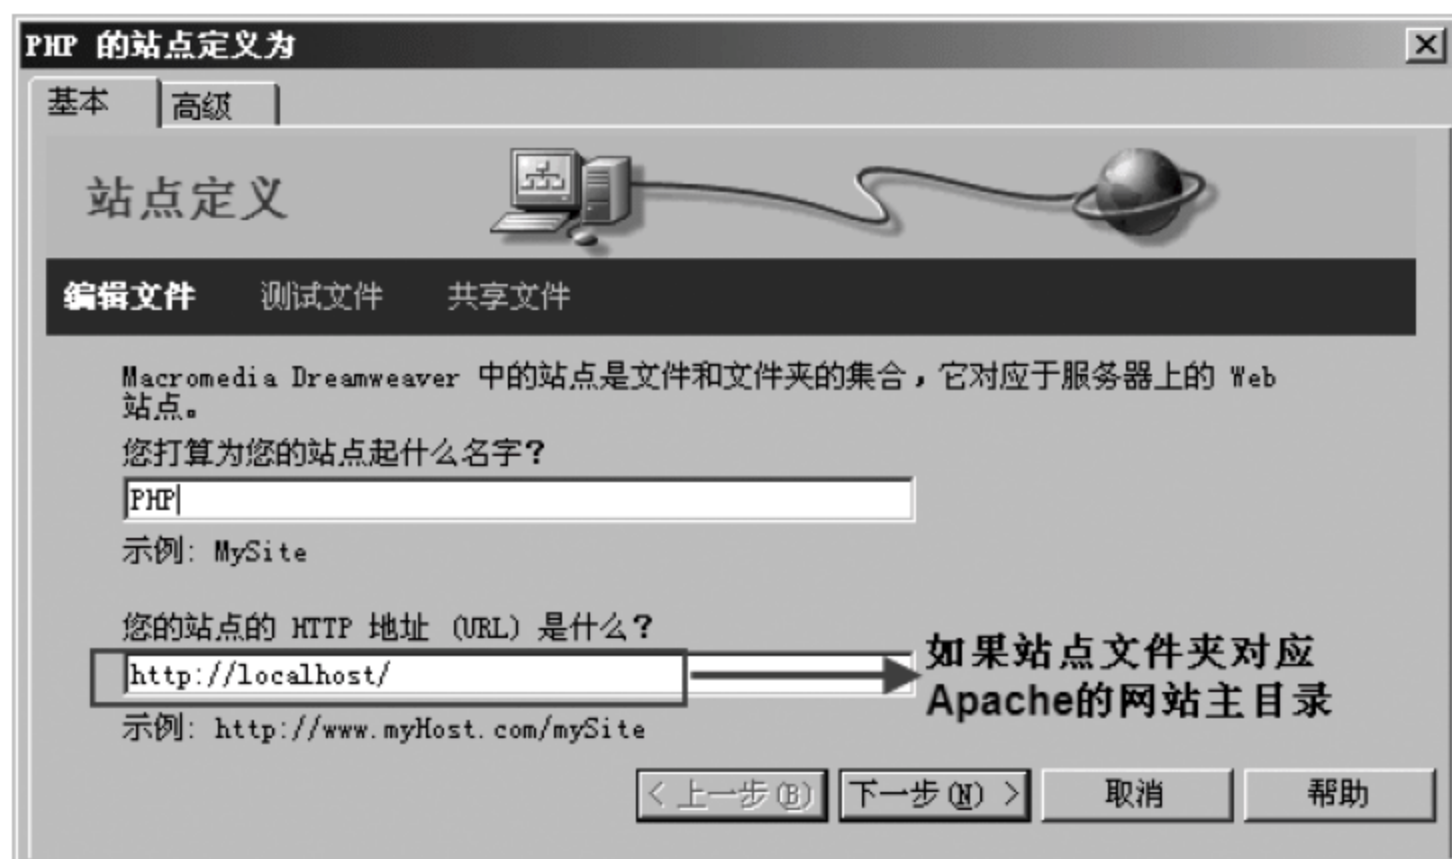 PHP 的站点定义为
基本 高级
站点定义
编辑文件 测试文件 共享文件
Macromedia Dreamweaver 中的站点是文件和文件夹的集合，它对应于服务器上的 Web
站点。
您打算为您的站点起什么名字？
PHP
示例: MySite
您的站点的 HTTP 地址 (URL) 是什么？
http://localhost/
如果站点文件夹对应
Apache的网站主目录
示例: http://www.myHost.com/mySite
< 上一步(B) 下一步(N) > 取消 帮助